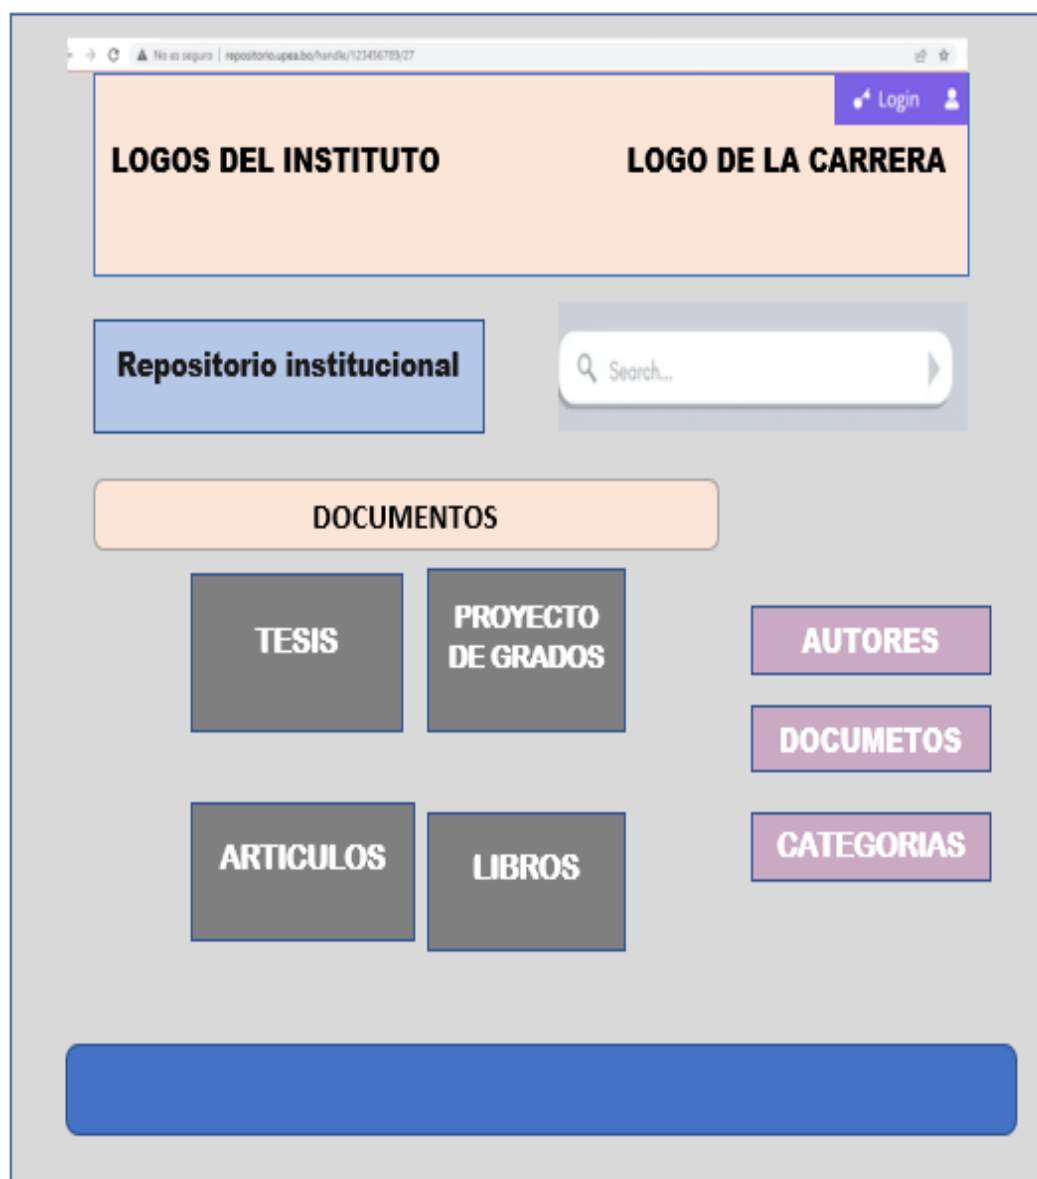 No es seguro | repositorio.upea.bo/handle/123456789/27
Login
LOGOS DEL INSTITUTO
LOGO DE LA CARRERA
Repositorio institucional
Search...
DOCUMENTOS
TESIS
PROYECTO
DE GRADOS
AUTORES
DOCUMETOS
ARTICULOS
LIBROS
CATEGORIAS